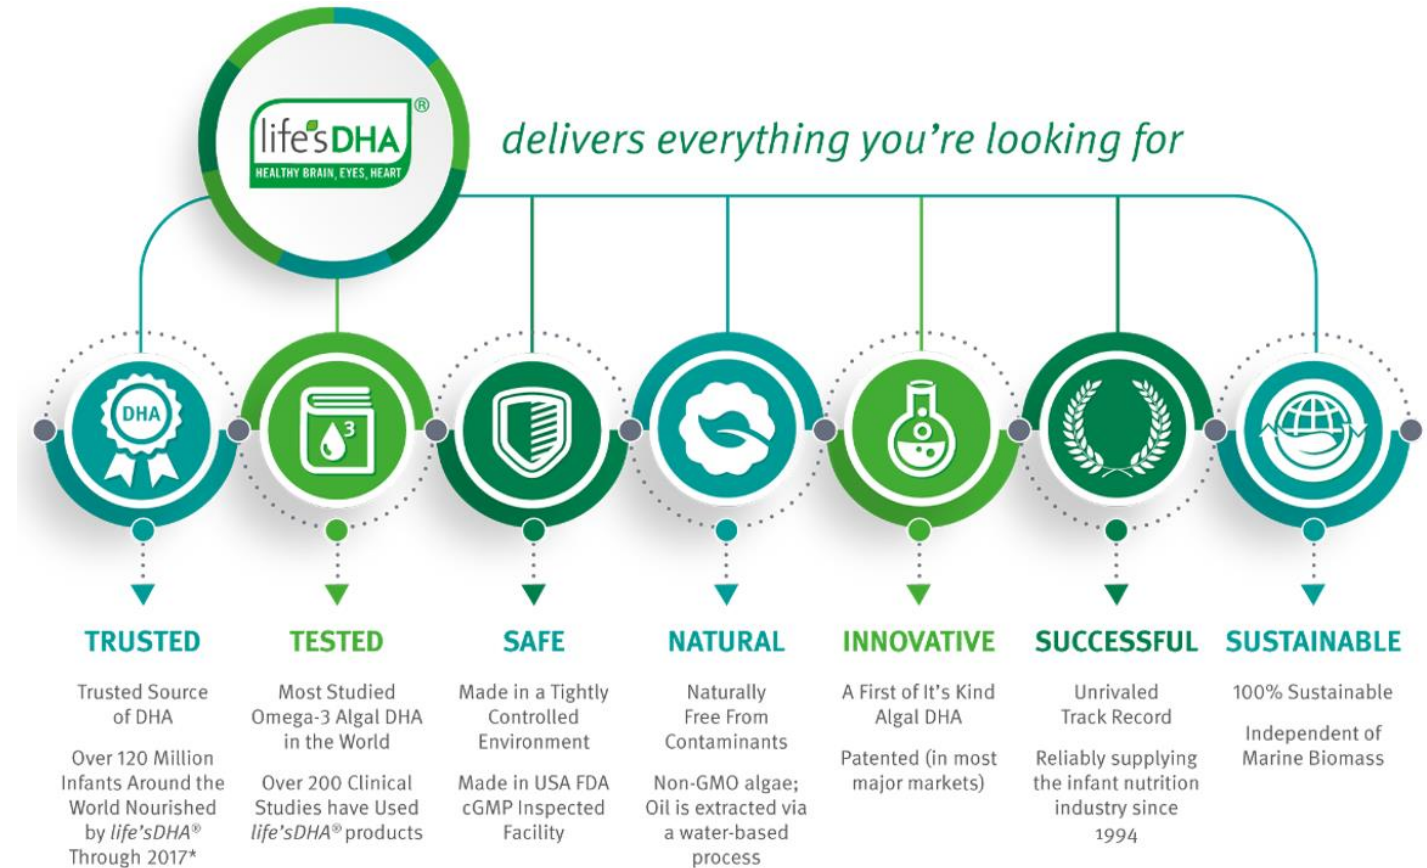 life'sDHA®
HEALTHY BRAIN, EYES, HEART
delivers everything you're looking for
DHA
3
TRUSTED
Trusted Source
of DHA
Over 120 Million
Infants Around the
World Nourished
by life'sDHA®
Through 2017*
TESTED
Most Studied
Omega-3 Algal DHA
in the World
Over 200 Clinical
Studies have Used
life'sDHA® products
SAFE
Made in a Tightly
Controlled
Environment
Made in USA FDA
cGMP Inspected
Facility
NATURAL
Naturally
Free From
Contaminants
Non-GMO algae;
Oil is extracted via
a water-based
process
INNOVATIVE
A First of It's Kind
Algal DHA
Patented (in most
major markets)
SUCCESSFUL
Unrivaled
Track Record
Reliably supplying
the infant nutrition
industry since
1994
SUSTAINABLE
100% Sustainable
Independent of
Marine Biomass